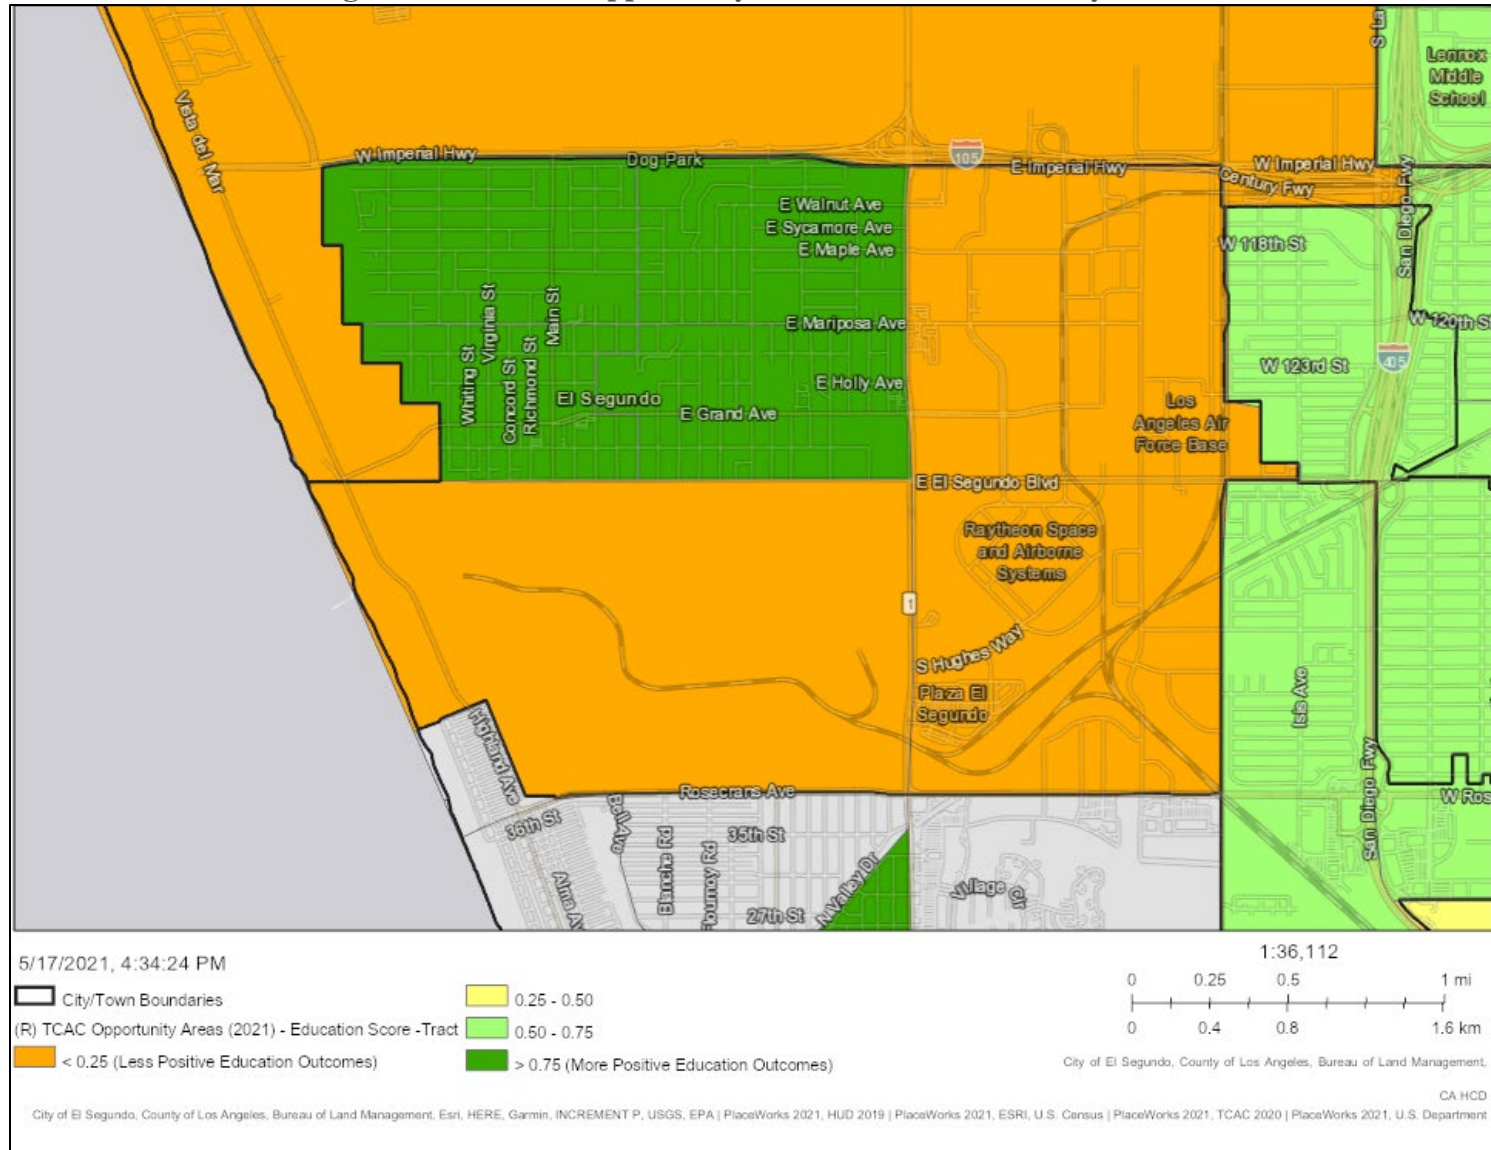 S La
Lennox
Middle
School
Vista del Mar
W Imperial Hwy
Dog Park
105
E Imperial Hwy
W Imperial Hwy
Century Fwy
San Diego Fwy
E Walnut Ave
E Sycamore Ave
E Maple Ave
W 118th St
E Mariposa Ave
W 120th St
Virginia St
Main St
Whiting St
Concord St
Richmond St
405
W 123rd St
E Holly Ave
El Segundo
E Grand Ave
Los
Angeles Air
Force Base
E El Segundo Blvd
Raytheon Space
and Airborne
Systems
1
S Hughes Way
Plaza El
Segundo
Isis Ave
Highland Ave
San Diego Fwy
Rosecrans Ave
W Ros
36th St
Bell Ave
Blanche Rd
Flournoy Rd
35th St
N Valley Dr
Village Cir
Alma Av
27th St
5/17/2021, 4:34:24 PM
City/Town Boundaries
(R) TCAC Opportunity Areas (2021) - Education Score -Tract
< 0.25 (Less Positive Education Outcomes)
0.25 - 0.50
0.50 - 0.75
> 0.75 (More Positive Education Outcomes)
1:36,112
0 0.25 0.5 1 mi
0 0.4 0.8 1.6 km
City of El Segundo, County of Los Angeles, Bureau of Land Management,
CA HCD
City of El Segundo, County of Los Angeles, Bureau of Land Management, Esri, HERE, Garmin, INCREMENT P, USGS, EPA | PlaceWorks 2021, HUD 2019 | PlaceWorks 2021, ESRI, U.S. Census | PlaceWorks 2021, TCAC 2020 | PlaceWorks 2021, U.S. Department